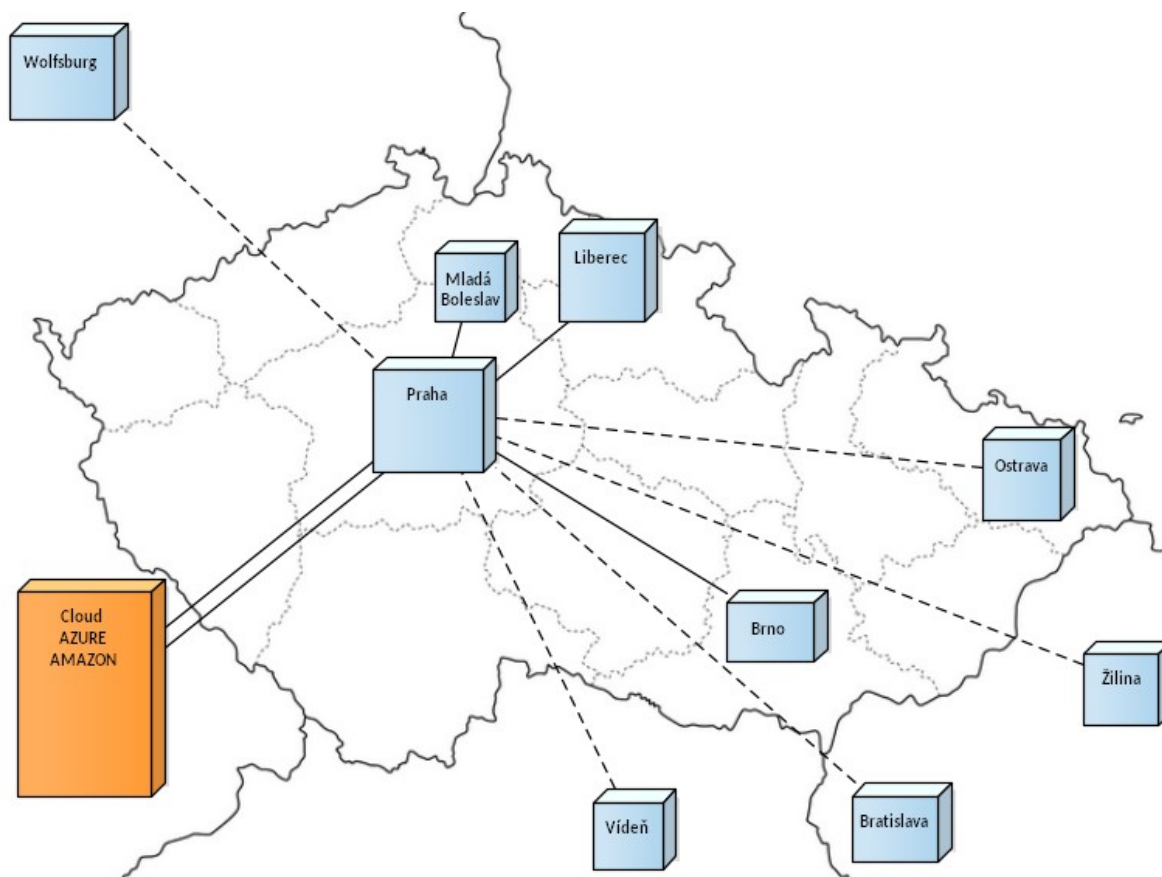 Wolfsburg
Liberec
Mladá
Boleslav
Praha
Ostrava
Cloud
AZURE
AMAZON
Brno
Žilina
Vídeň
Bratislava